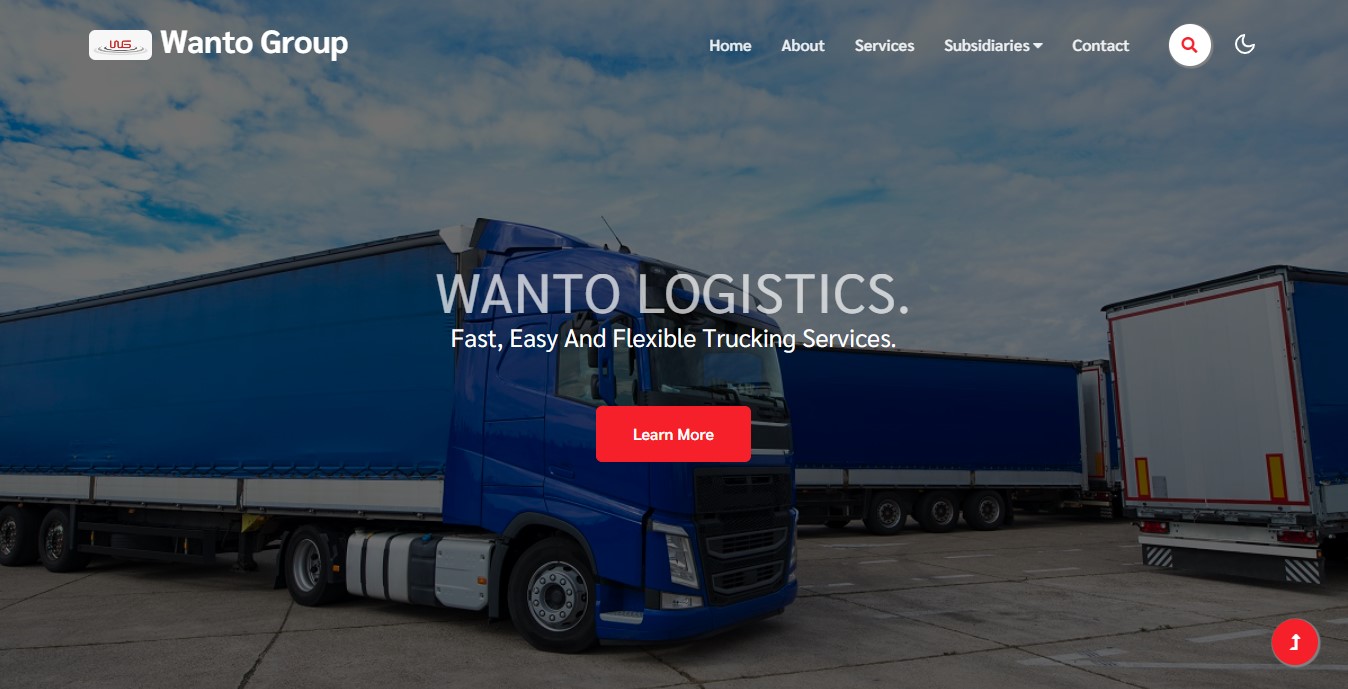 WG
Wanto Group
Home
About
Services
Subsidiaries
Contact
WANTO LOGISTICS.
Fast, Easy And Flexible Trucking Services.
Learn More